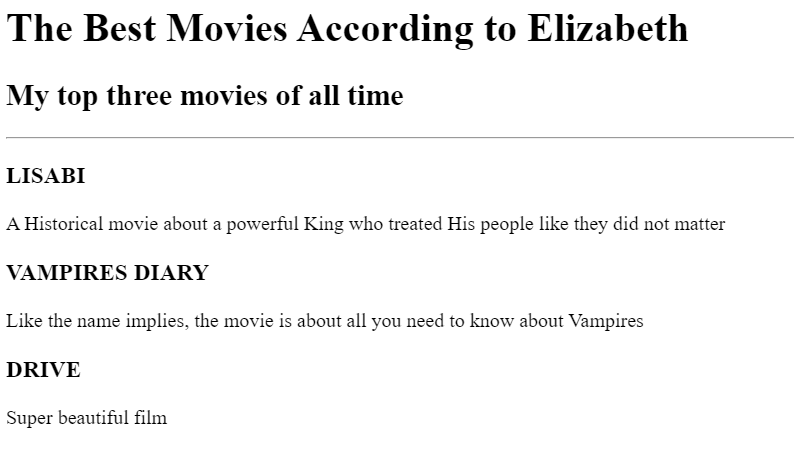 The Best Movies According to Elizabeth
My top three movies of all time
LISABI
A Historical movie about a powerful King who treated His people like they did not matter
VAMPIRES DIARY
Like the name implies, the movie is about all you need to know about Vampires
DRIVE
Super beautiful film